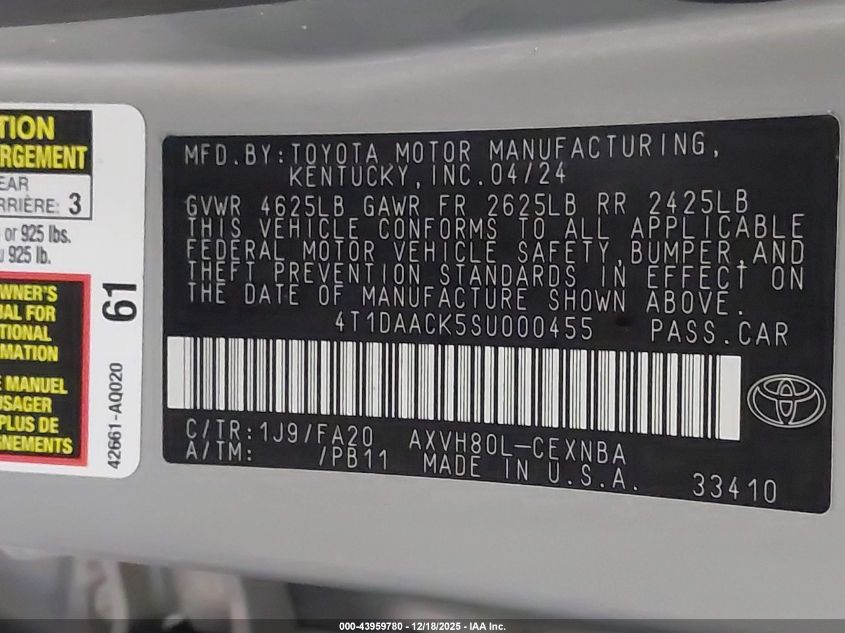 TION
RGEMENT
EAR
RRIÈRE: 3
or 925 lbs.
925 lb.
WNER'S
AL FOR
TIONAL
MATION
MANUEL
USAGER
PLUS DE
GNEMENTS
61
42661-AQ020
MFD.BY:TOYOTA MOTOR MANUFACTURING,
KENTUCKY,INC.04/24
GVWR 4625LB GAWR FR 2625LB RR 2425LB
THIS VEHICLE CONFORMS TO ALL APPLICABLE
FEDERAL MOTOR VEHICLE SAFETY,BUMPER,AND
THEFT PREVENTION STANDARDS IN EFFECT ON
THE DATE OF MANUFACTURE SHOWN ABOVE.
4T1DAACK5SU000455 PASS.CAR
C/TR:1J9/FA20 AXVH80L-CEXNBA
A/TM: /PB11 MADE IN U.S.A.
33410
000-43959780 - 12/18/2025 - IAA Inc.